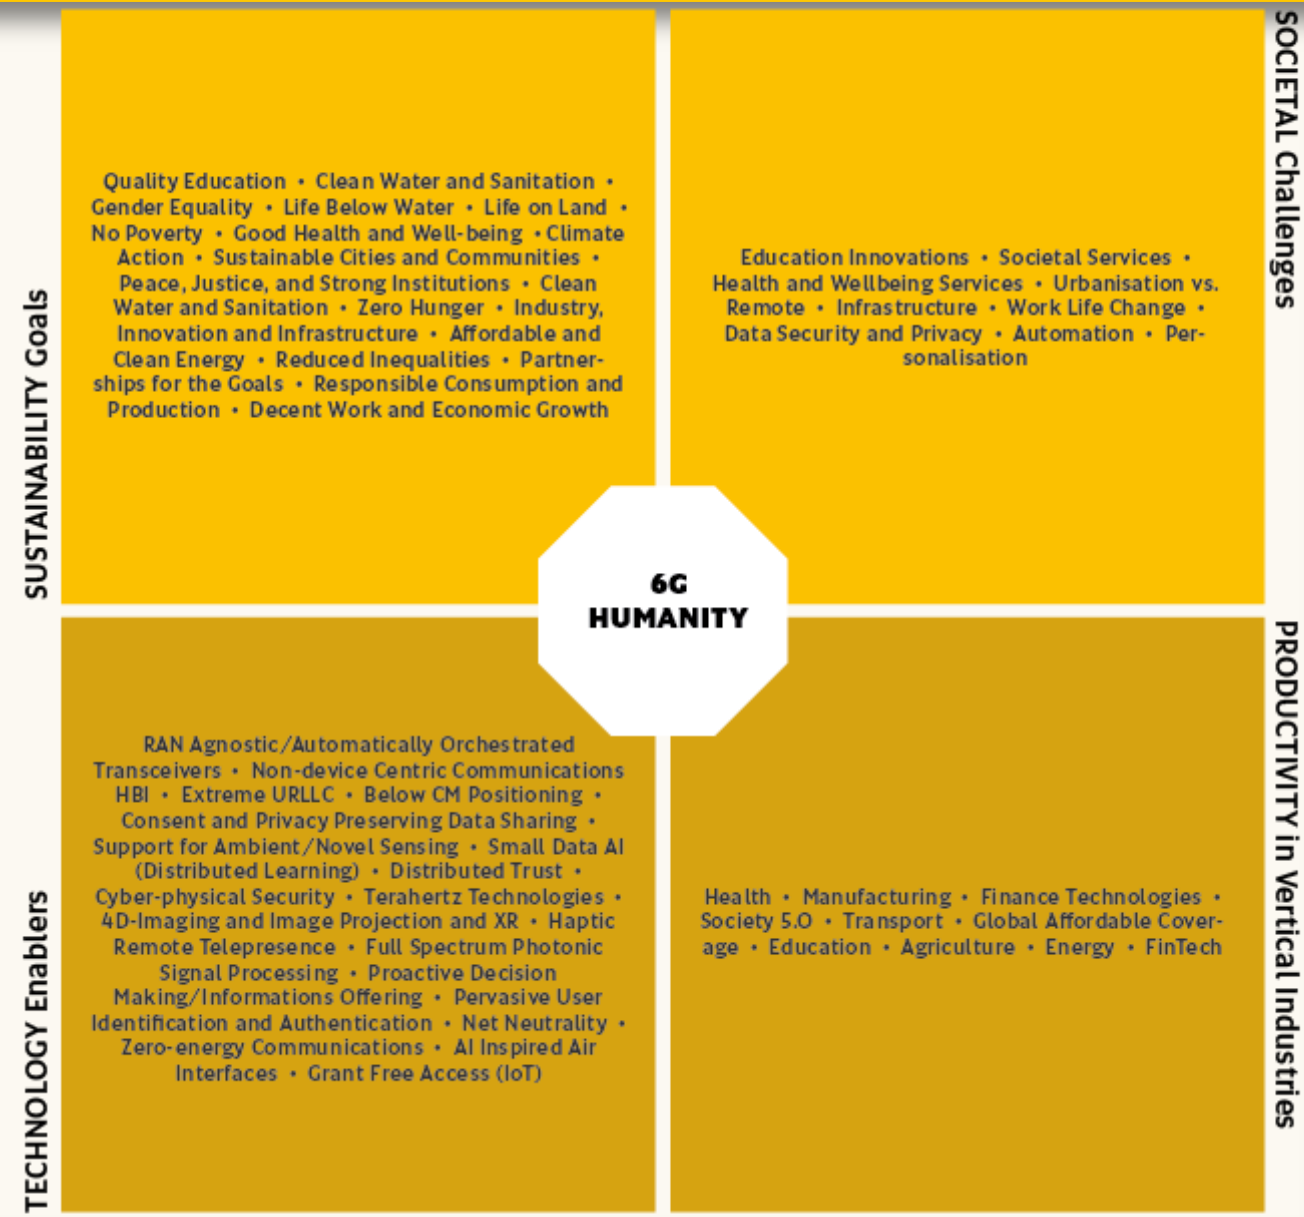 SUSTAINABILITY Goals
Quality Education • Clean Water and Sanitation •
Gender Equality • Life Below Water • Life on Land •
No Poverty • Good Health and Well-being • Climate
Action • Sustainable Cities and Communities •
Peace, Justice, and Strong Institutions • Clean
Water and Sanitation • Zero Hunger • Industry,
Innovation and Infrastructure • Affordable and
Clean Energy • Reduced Inequalities • Partner-
ships for the Goals • Responsible Consumption and
Production • Decent Work and Economic Growth
SOCIETAL Challenges
Education Innovations • Societal Services •
Health and Wellbeing Services • Urbanisation vs.
Remote • Infrastructure • Work Life Change •
Data Security and Privacy • Automation • Per-
sonalisation
6G
HUMANITY
TECHNOLOGY Enablers
RAN Agnostic/Automatically Orchestrated
Transceivers • Non-device Centric Communications
HBI • Extreme URLLC • Below CM Positioning •
Consent and Privacy Preserving Data Sharing •
Support for Ambient/Novel Sensing • Small Data AI
(Distributed Learning) • Distributed Trust •
Cyber-physical Security • Terahertz Technologies •
4D-Imaging and Image Projection and XR • Haptic
Remote Telepresence • Full Spectrum Photonic
Signal Processing • Proactive Decision
Making/Informations Offering • Pervasive User
Identification and Authentication • Net Neutrality •
Zero-energy Communications • AI Inspired Air
Interfaces • Grant Free Access (IoT)
PRODUCTIVITY in Vertical Industries
Health • Manufacturing • Finance Technologies •
Society 5.0 • Transport • Global Affordable Cover-
age • Education • Agriculture • Energy • FinTech